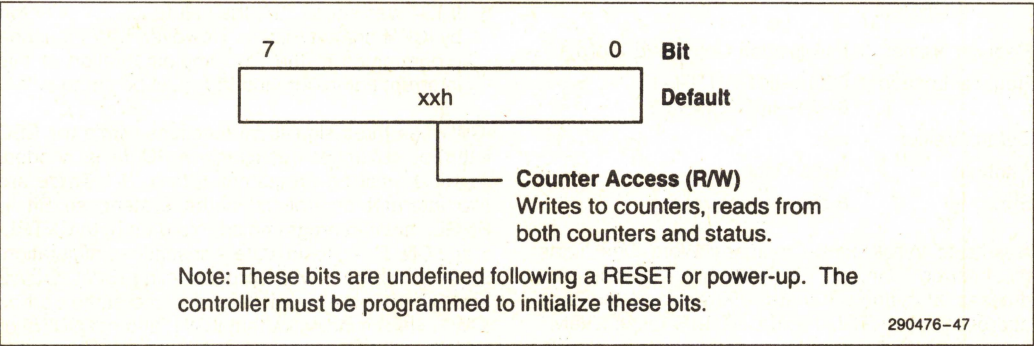 7 0 Bit
xxh Default
Counter Access (R/W)
Writes to counters, reads from
both counters and status.
Note: These bits are undefined following a RESET or power-up. The
controller must be programmed to initialize these bits.
290476–47